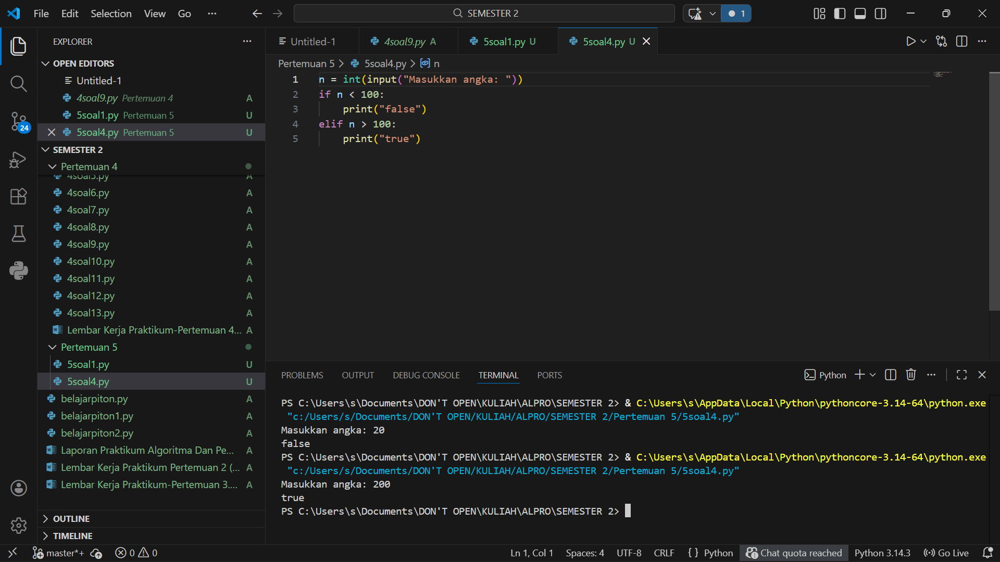 File Edit Selection View Go ··· SEMESTER 2 1
EXPLORER
OPEN EDITORS
Untitled-1
4soal9.py Pertemuan 4 A
5soal1.py Pertemuan 5 U
5soal4.py Pertemuan 5 U
SEMESTER 2
Pertemuan 4
4soal5.py A
4soal6.py A
4soal7.py A
4soal8.py A
4soal9.py A
4soal10.py A
4soal11.py A
4soal12.py A
4soal13.py A
Lembar Kerja Praktikum-Pertemuan 4... A
Pertemuan 5
5soal1.py U
5soal4.py U
belajarpiton.py A
belajarpiton1.py A
belajarpiton2.py A
Laporan Praktikum Algoritma Dan Pe... A
Lembar Kerja Praktikum Pertemuan 2 (... A
Lembar Kerja Praktikum-Pertemuan 3.... A
OUTLINE
TIMELINE
24
Untitled-1 4soal9.py A 5soal1.py U 5soal4.py U
Pertemuan 5 > 5soal4.py > n
1 n = int(input("Masukkan angka: "))
2 if n < 100:
3     print("false")
4 elif n > 100:
5     print("true")
PROBLEMS OUTPUT DEBUG CONSOLE TERMINAL PORTS Python
PS C:\Users\s\Documents\DON'T OPEN\KULIAH\ALPRO\SEMESTER 2> & C:\Users\s\AppData\Local\Python\pythoncore-3.14-64\python.exe
"c:/Users/s/Documents/DON'T OPEN/KULIAH/ALPRO/SEMESTER 2/Pertemuan 5/5soal4.py"
Masukkan angka: 20
false
PS C:\Users\s\Documents\DON'T OPEN\KULIAH\ALPRO\SEMESTER 2> & C:\Users\s\AppData\Local\Python\pythoncore-3.14-64\python.exe
"c:/Users/s/Documents/DON'T OPEN/KULIAH/ALPRO/SEMESTER 2/Pertemuan 5/5soal4.py"
Masukkan angka: 200
true
PS C:\Users\s\Documents\DON'T OPEN\KULIAH\ALPRO\SEMESTER 2>
master*+ 0 0 Ln 1, Col 1 Spaces: 4 UTF-8 CRLF { } Python Chat quota reached Python 3.14.3 Go Live